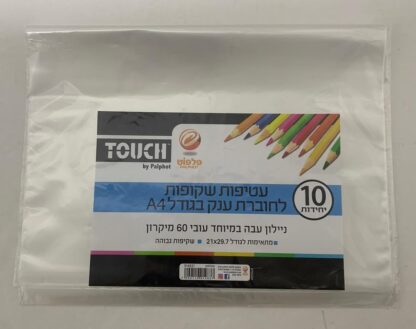 TOUCH
by Palphot
פלפוט
10
יחידות
עטיפות שקופות
לחוברת ענק בגודל A4
ניילון עבה במיוחד עובי 60 מיקרון
מתאימות לגודל 21x29.7
שקיפות גבוהה